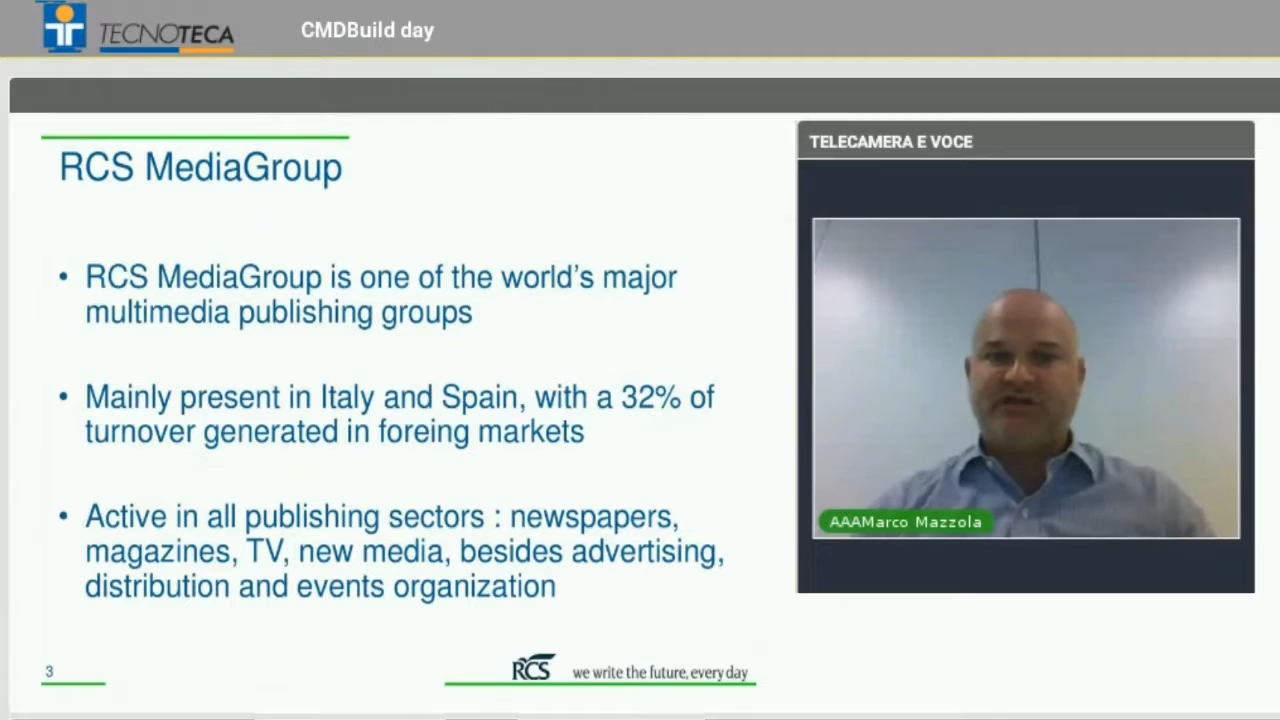 TECNOTECA
CMDBuild day
RCS MediaGroup
TELECAMERA E VOCE
• RCS MediaGroup is one of the world's major
multimedia publishing groups
• Mainly present in Italy and Spain, with a 32% of
turnover generated in foreing markets
• Active in all publishing sectors : newspapers,
magazines, TV, new media, besides advertising,
distribution and events organization
AAAMarco Mazzola
3
RCS we write the future, every day